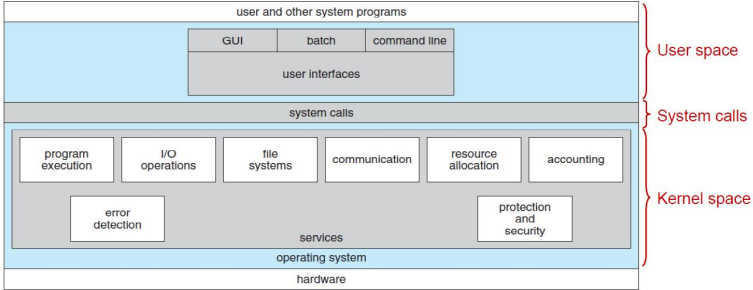 user and other system programs
GUI
batch
command line
user interfaces
User space
system calls
System calls
program
execution
I/O
operations
file
systems
communication
resource
allocation
accounting
error
detection
protection
and
security
services
Kernel space
operating system
hardware